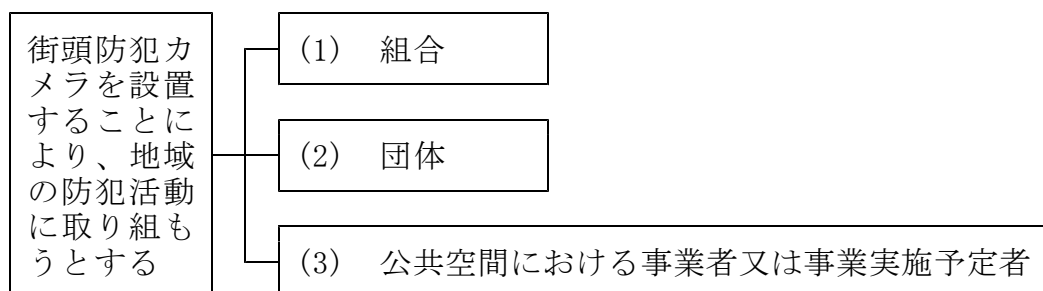 街頭防犯カ
メラを設置
することに
より、地域
の防犯活動
に取り組も
うとする
(1) 組合
(2) 団体
(3) 公共空間における事業者又は事業実施予定者